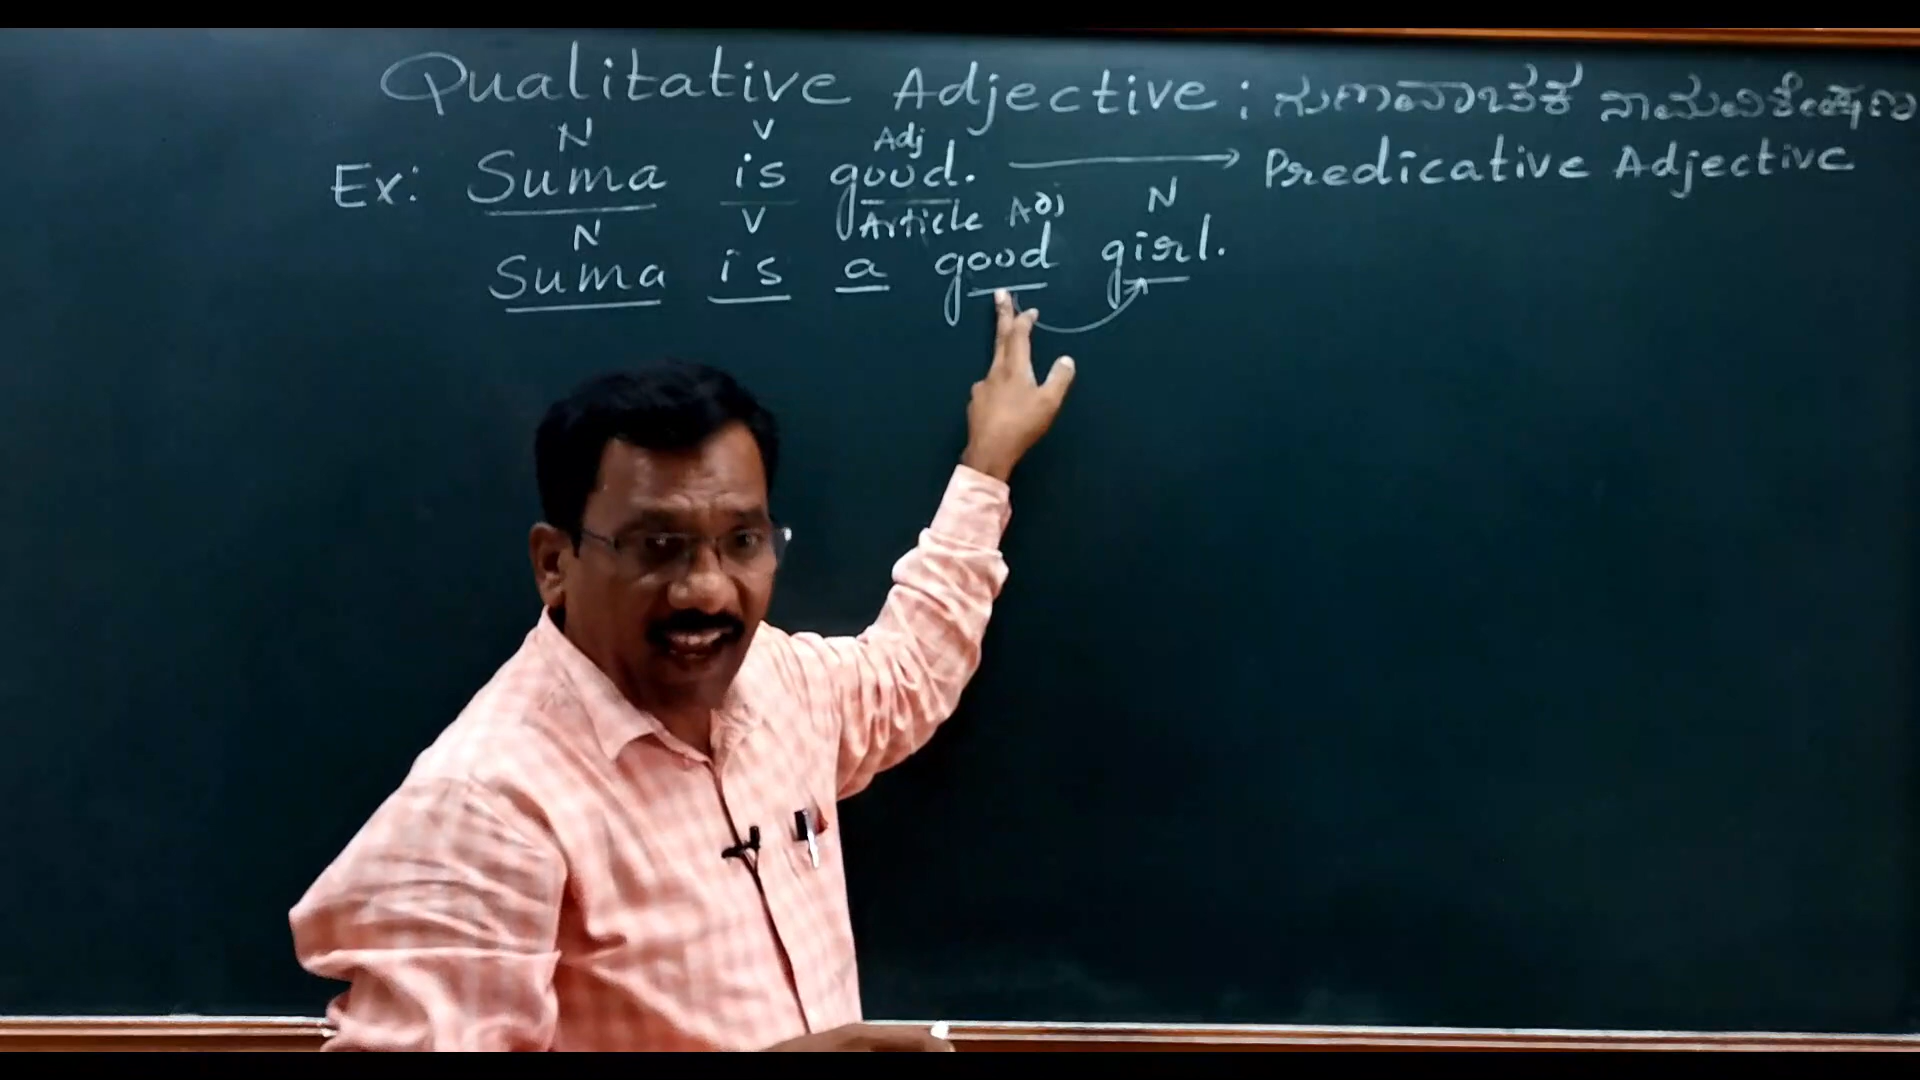 Qualitative Adjective : ಗುಣವಾಚಕ ನಾಮವಿಶೇಷಣ
N V Adj
Ex: Suma is good. → Predicative Adjective
N V Article Adj N
Suma is a good girl.